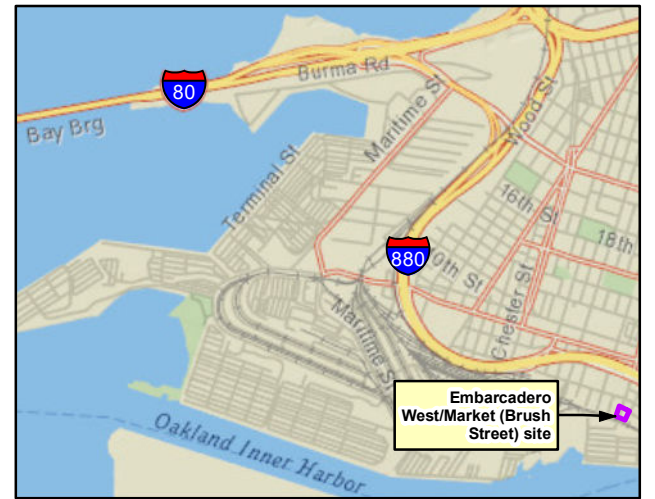 Burma Rd
80
Bay Brg
Maritime St
Wood St
Terminal St
16th St
18th
880
10th St
Chester St
Maritime St
Embarcadero
West/Market (Brush
Street) site
Oakland Inner Harbor